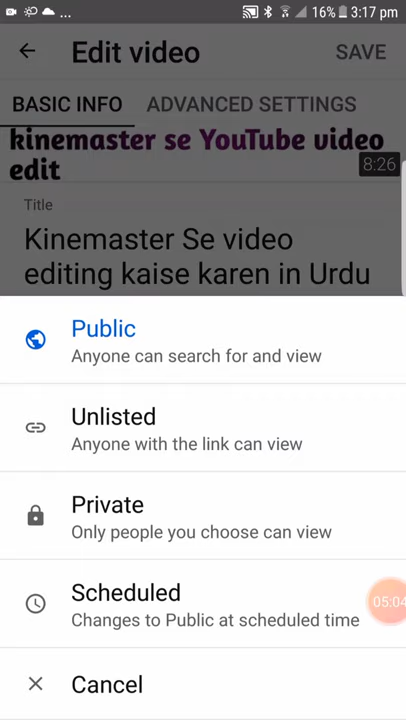 ... 16% 3:17 pm
Edit video SAVE
BASIC INFO ADVANCED SETTINGS
kinemaster se YouTube video
edit
8:26
Title
Kinemaster Se video
editing kaise karen in Urdu
Public
Anyone can search for and view
Unlisted
Anyone with the link can view
Private
Only people you choose can view
Scheduled
Changes to Public at scheduled time
05:04
Cancel